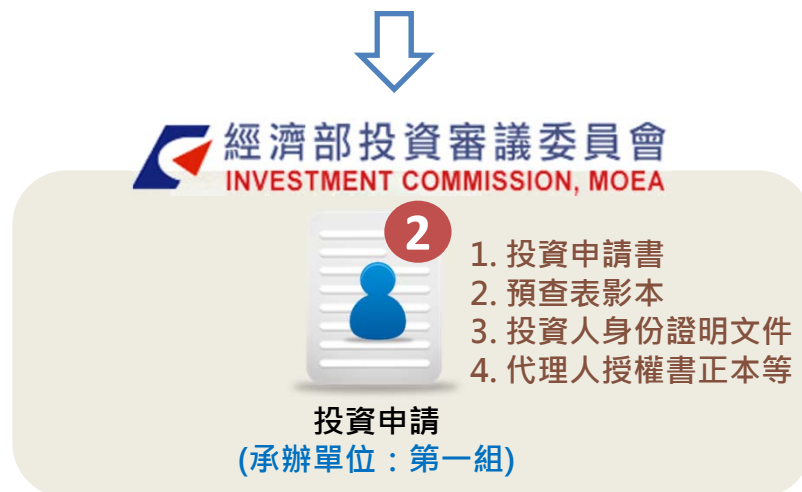 經濟部投資審議委員會
INVESTMENT COMMISSION, MOEA
2
1. 投資申請書
2. 預查表影本
3. 投資人身份證明文件
4. 代理人授權書正本等
投資申請
(承辦單位：第一組)